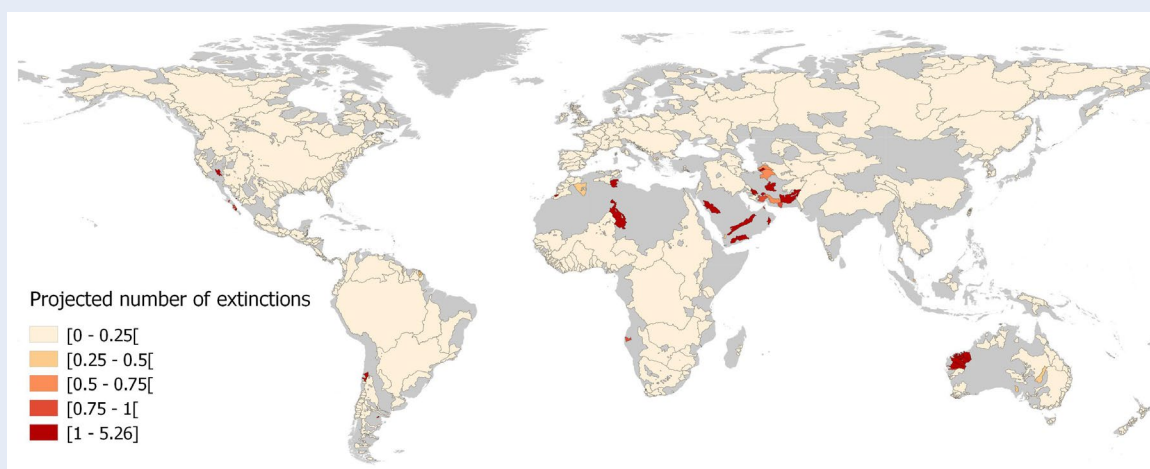 Projected number of extinctions
[0 - 0.25[
[0.25 - 0.5[
[0.5 - 0.75[
[0.75 - 1[
[1 - 5.26]